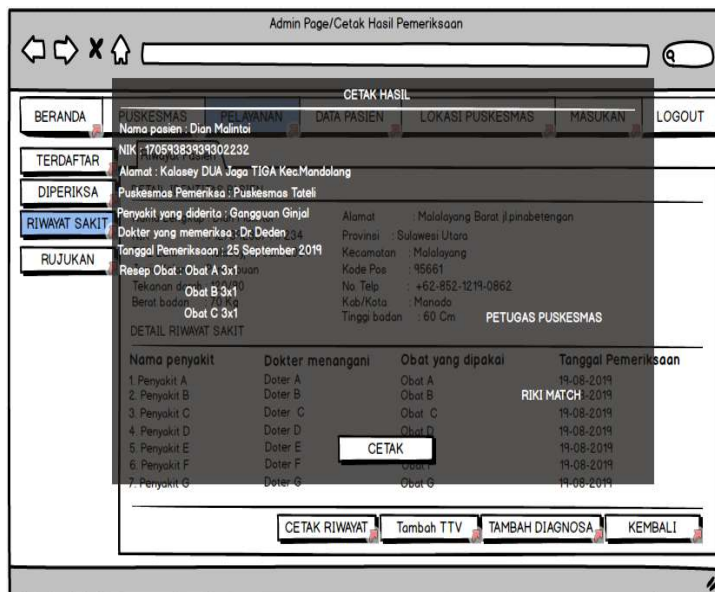 Admin Page/Cetak Hasil Pemeriksaan
CETAK HASIL
BERANDA PUSKESMAS PELAYANAN DATA PASIEN LOKASI PUSKESMAS MASUKAN LOGOUT
Nama pasien : Dian Malintoi
NIK : 17059383939302232
Alamat : Kalasey DUA Jaga TIGA Kec.Mandolang
Puskesmas Pemeriksa : Puskesmas Tateli
Penyakit yang diderita : Gangguan Ginjal
Dokter yang memeriksa : Dr. Deden
Tanggal Pemeriksaan : 25 September 2019
Resep Obat : Obat A 3x1
Obat B 3x1
Obat C 3x1
TERDAFTAR
DIPERIKSA
RIWAYAT SAKIT
RUJUKAN
Riwayat Pasien
Alamat : Malalayang Barat jl.pinabetengan
Provinsi : Sulawesi Utara
Kecamatan : Malalayang
Kode Pos : 95661
Tekanan darah : 120/80
No. Telp : +62-852-1219-0862
Berat badan : 70 Kg
Kab/Kota : Manado
Tinggi badan : 60 Cm
PETUGAS PUSKESMAS
DETAIL RIWAYAT SAKIT
Nama penyakit Dokter menangani Obat yang dipakai Tanggal Pemeriksaan
1. Penyakit A Doter A Obat A 19-08-2019
2. Penyakit B Doter B Obat B
RIKI MATCH
3. Penyakit C Doter C Obat C 19-08-2019
4. Penyakit D Doter D Obat D 19-08-2019
5. Penyakit E Doter E 19-08-2019
CETAK
6. Penyakit F Doter F Obat F 19-08-2019
7. Penyakit G Doter G Obat G 19-08-2019
CETAK RIWAYAT Tambah TTV TAMBAH DIAGNOSA KEMBALI